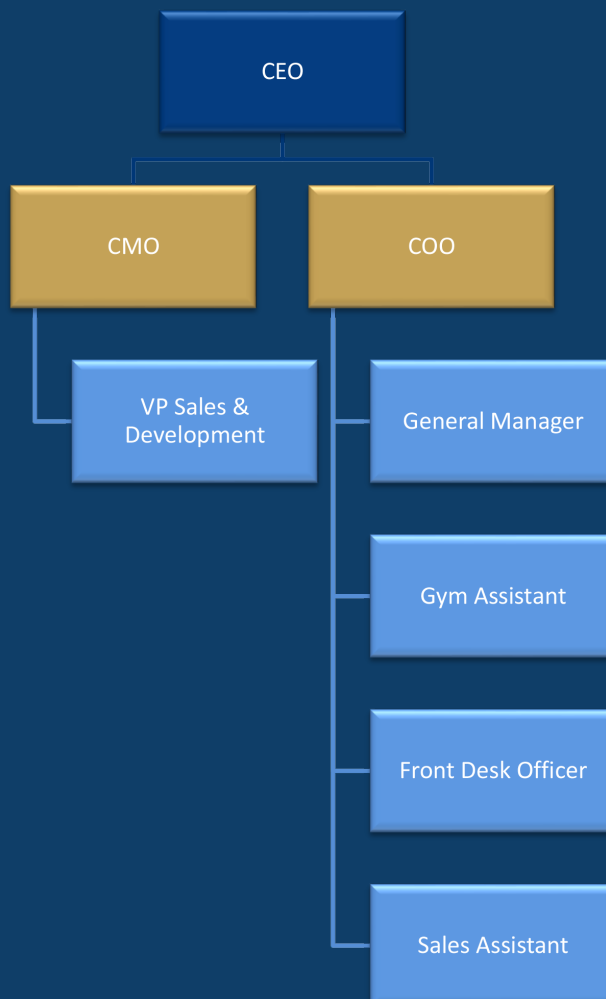 CEO
CMO
COO
VP Sales &
Development
General Manager
Gym Assistant
Front Desk Officer
Sales Assistant